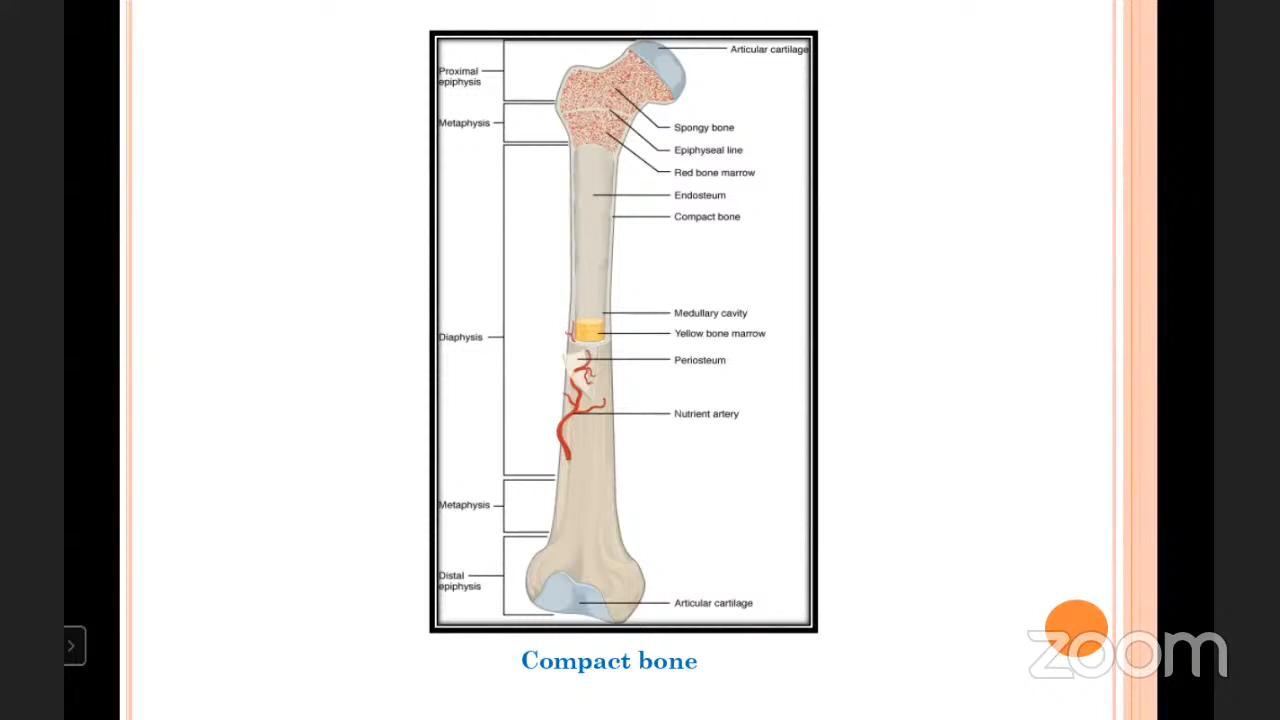 Articular cartilage
Proximal
epiphysis
Metaphysis
Spongy bone
Epiphyseal line
Red bone marrow
Endosteum
Compact bone
Medullary cavity
Diaphysis
Yellow bone marrow
Periosteum
Nutrient artery
Metaphysis
Distal
epiphysis
Articular cartilage
Compact bone
zoom